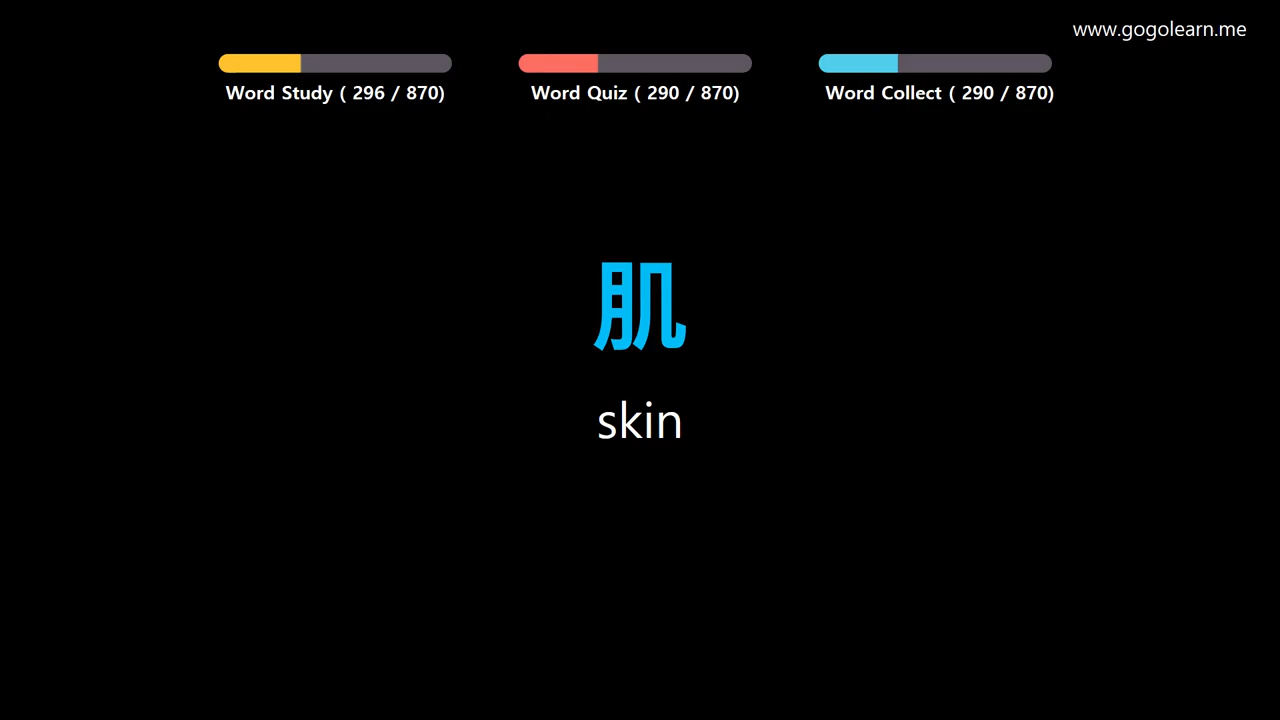 www.gogolearn.me
Word Study ( 296 / 870)
Word Quiz ( 290 / 870)
Word Collect ( 290 / 870)
肌
skin